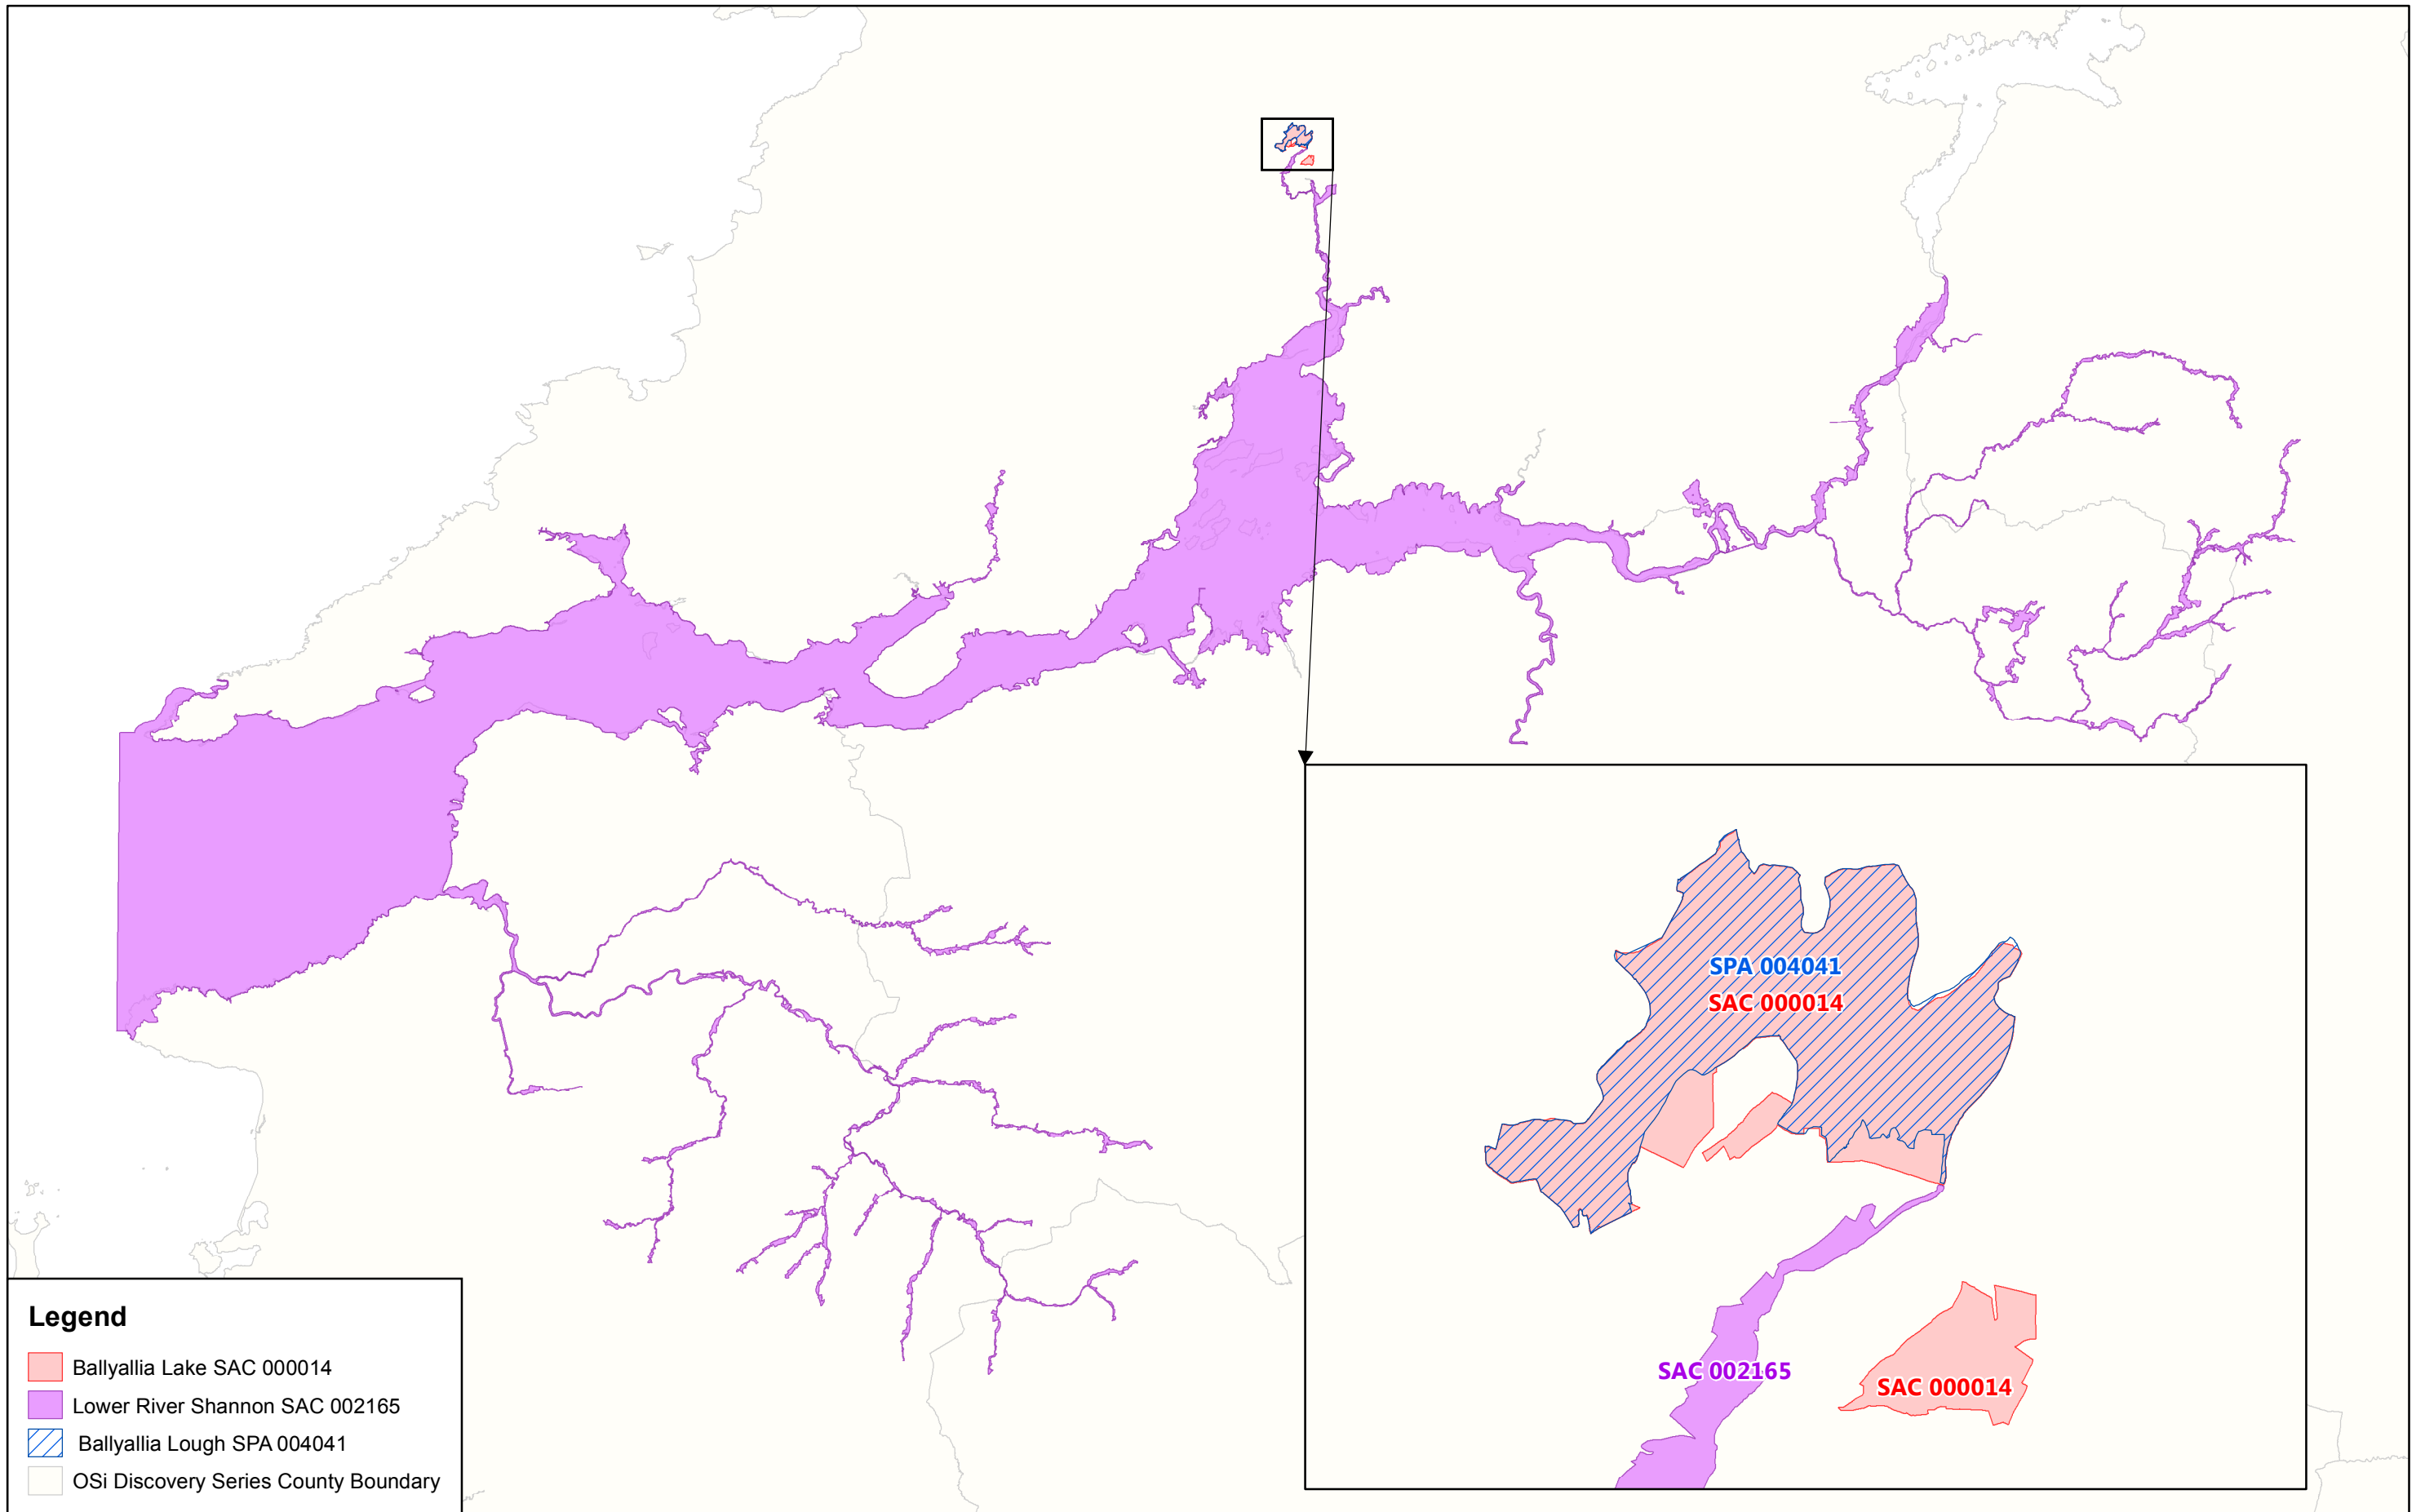 SPA 004041
SAC 000014
SAC 002165
SAC 000014
Legend
Ballyallia Lake SAC 000014
Lower River Shannon SAC 002165
Ballyallia Lough SPA 004041
OSi Discovery Series County Boundary